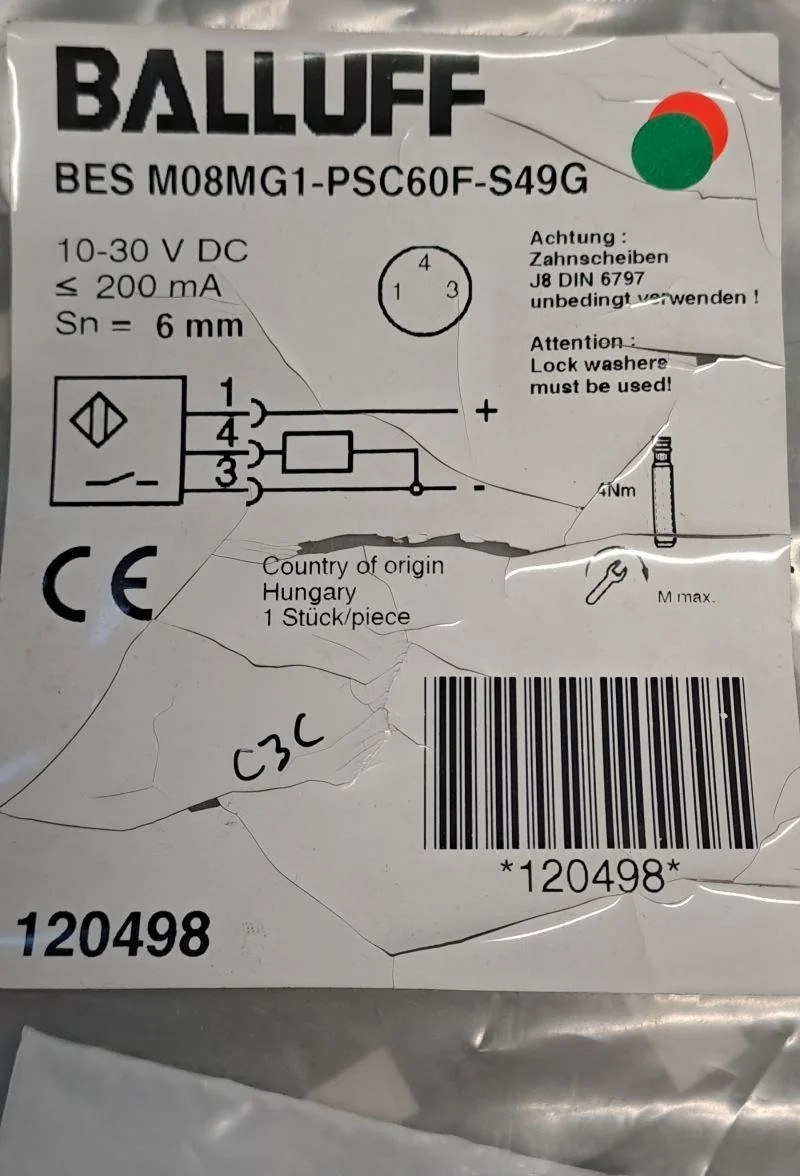 BALLUFF
BES M08MG1-PSC60F-S49G
10-30 V DC
≤ 200 mA
Sn = 6 mm
4
1 3
Achtung :
Zahnscheiben
J8 DIN 6797
unbedingt verwenden !
Attention :
Lock washers
must be used!
1
+
4
3
-
4Nm
M max.
CE
Country of origin
Hungary
1 Stück/piece
C3C
*120498*
120498